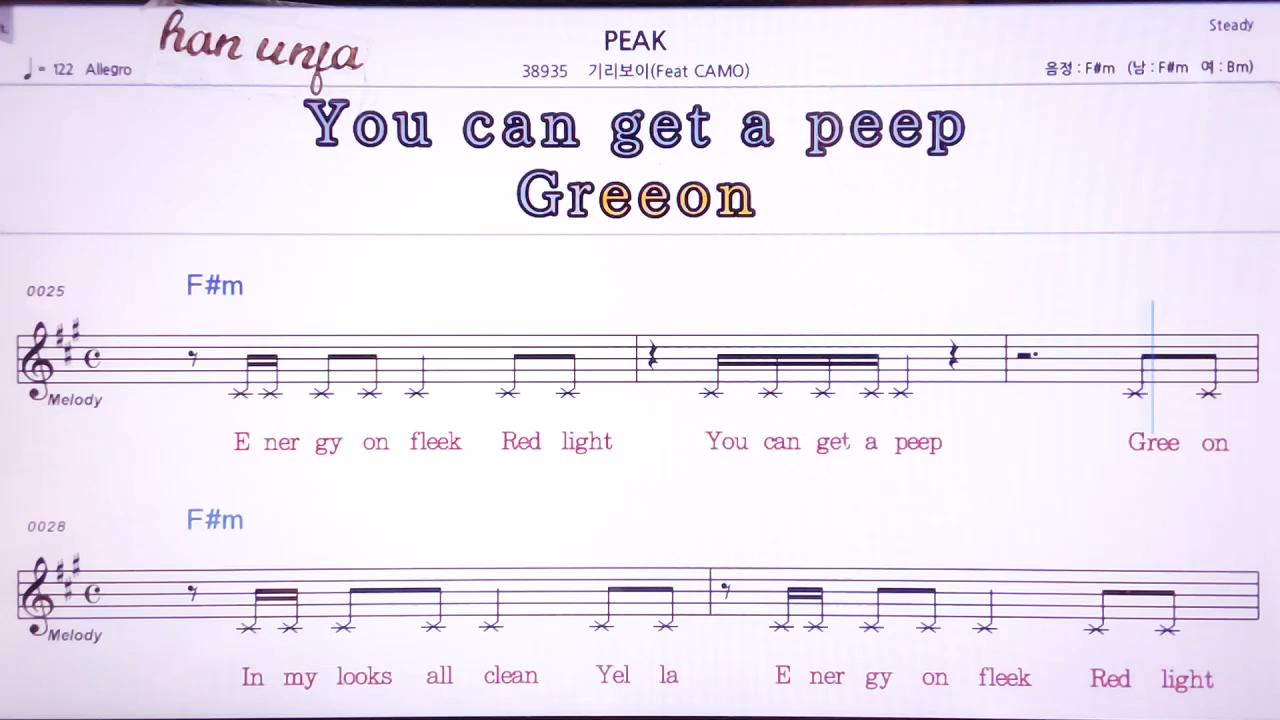 han unfa
PEAK
Steady
♩ = 122 Allegro
38935 기리보이(Feat CAMO)
음정 : F#m (남 : F#m 여 : Bm)
You can get a peep
Greeon
0025
F#m
Melody
E ner gy on fleek Red light You can get a peep Gree on
0028
F#m
Melody
In my looks all clean Yel la E ner gy on fleek Red light